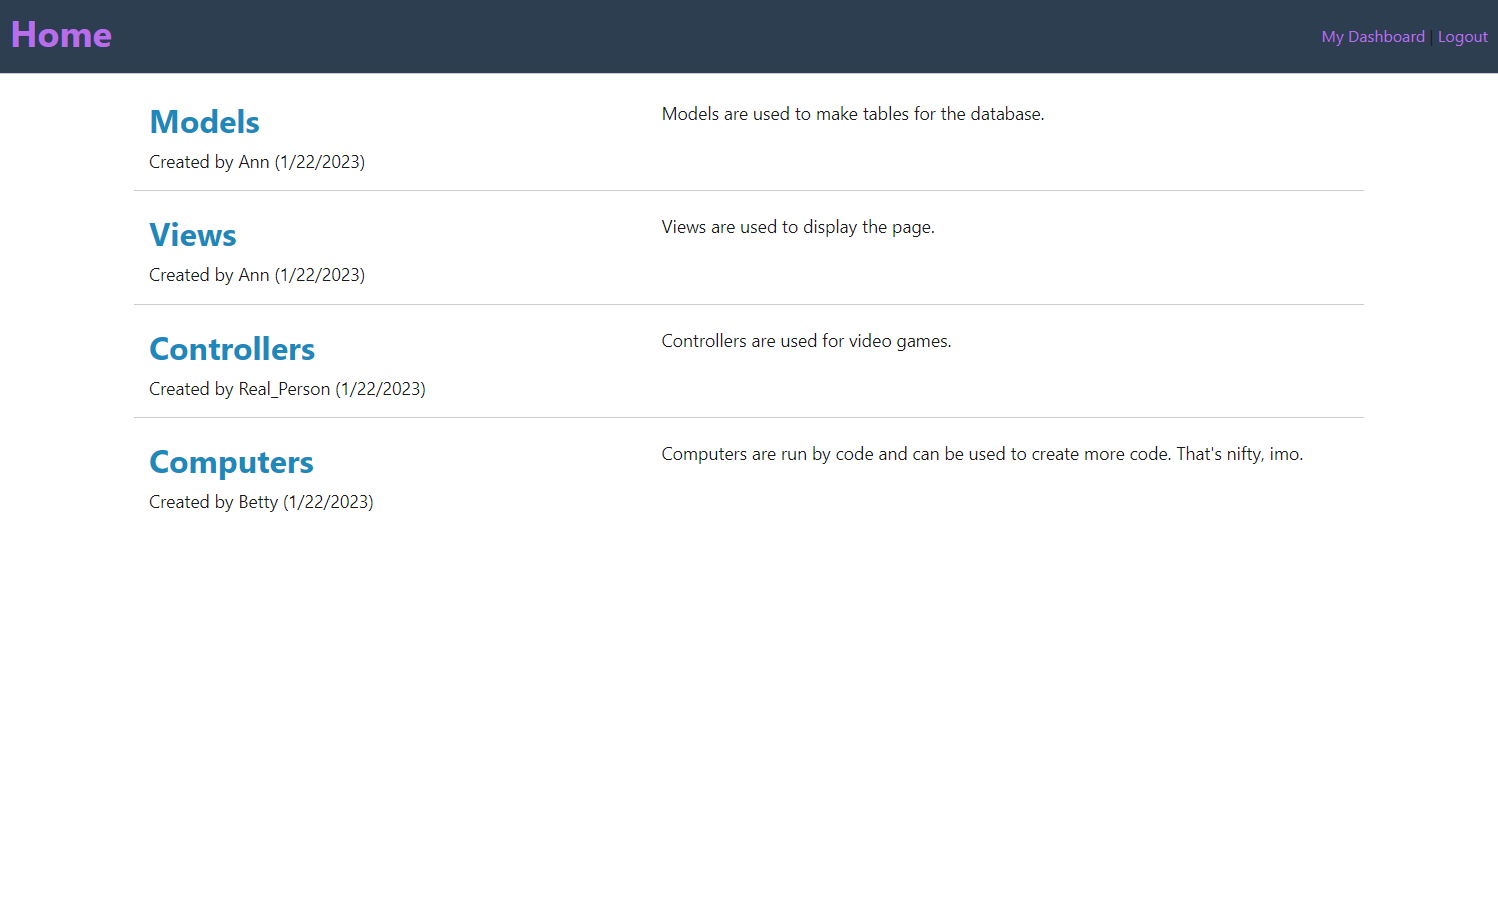 Home
My Dashboard | Logout
Models
Models are used to make tables for the database.
Created by Ann (1/22/2023)
Views
Views are used to display the page.
Created by Ann (1/22/2023)
Controllers
Controllers are used for video games.
Created by Real_Person (1/22/2023)
Computers
Computers are run by code and can be used to create more code. That's nifty, imo.
Created by Betty (1/22/2023)